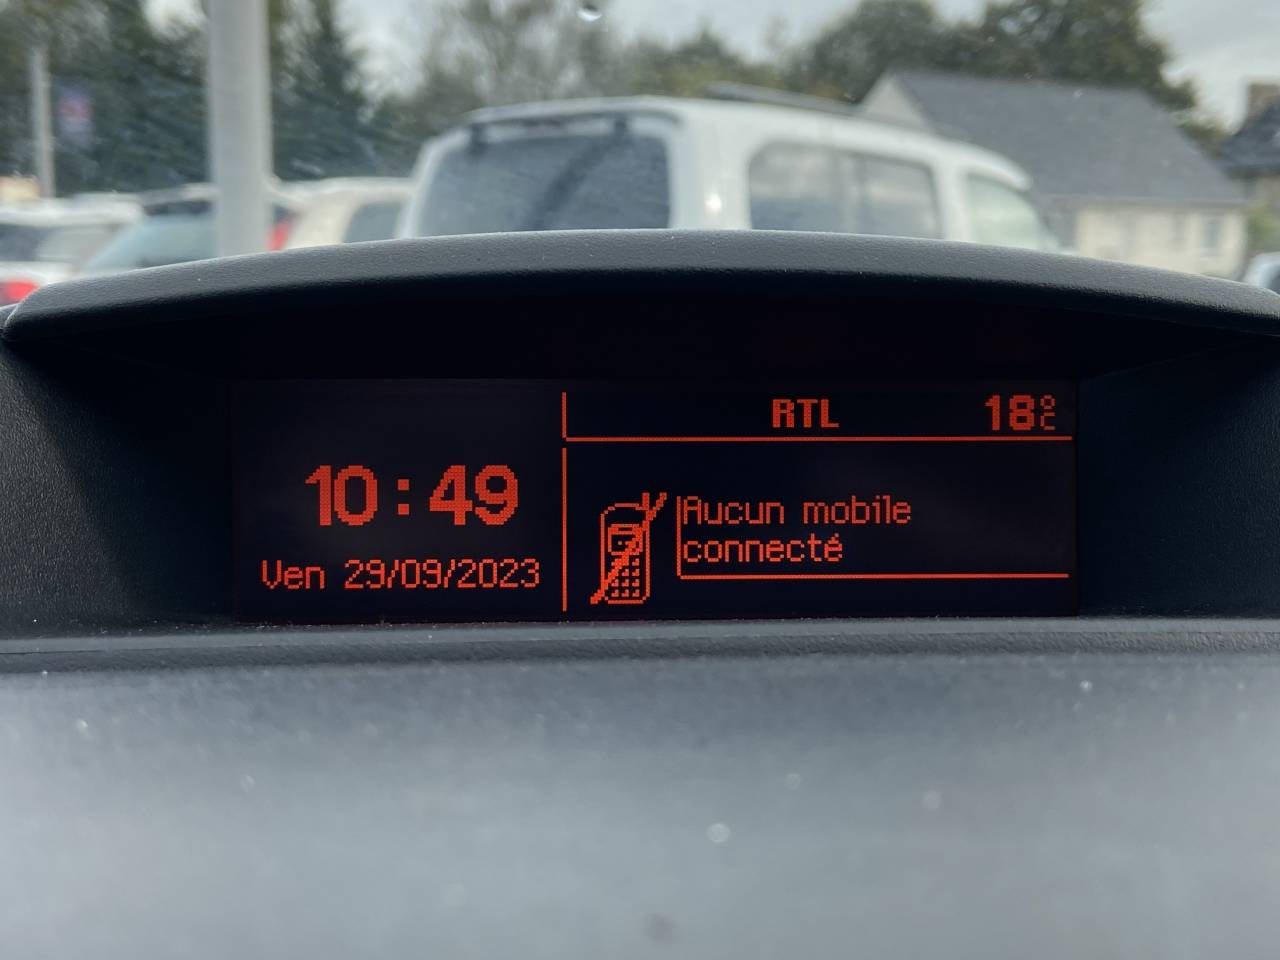 RTL 18°C
10:49
Ven 29/09/2023
Aucun mobile
connecté